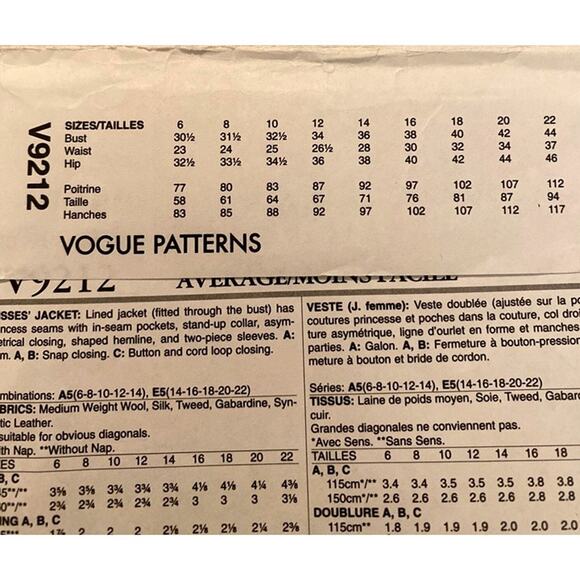 V9212
SIZES/TAILLES 6 8 10 12 14 16 18 20 22
Bust 30½ 31½ 32½ 34 36 38 40 42 44
Waist 23 24 25 26½ 28 30 32 34 37
Hip 32½ 33½ 34½ 36 38 40 42 44 46
Poitrine 77 80 83 87 92 97 102 107 112
Taille 58 61 64 67 71 76 81 87 94
Hanches 83 85 88 92 97 102 107 112 117
VOGUE PATTERNS
V9212 AVERAGE/MOINS FACILE
SSES' JACKET: Lined jacket (fitted through the bust) has
ncess seams with in-seam pockets, stand-up collar, asym-
etrical closing, shaped hemline, and two-piece sleeves. A:
m. A, B: Snap closing. C: Button and cord loop closing.
mbinations: A5(6-8-10-12-14), E5(14-16-18-20-22)
BRICS: Medium Weight Wool, Silk, Tweed, Gabardine, Syn-
tic Leather.
suitable for obvious diagonals.
th Nap. **Without Nap.
ES 6 8 10 12 14 16 18 20 22
B, C
45"*/** 3⅝ 3⅝ 3¾ 3¾ 3¾ 4⅛ 4⅛ 4¼ 4⅜
60"*/** 2¾ 2¾ 2¾ 2¾ 2¾ 3 3 3 3⅛
NG A, B, C
1⅞ 2 2 2⅛ 2⅛ 2⅛ 2¼ 2⅜
VESTE (J. femme): Veste doublée (ajustée sur la po
coutures princesse et poches dans la couture, col droi
ture asymétrique, ligne d'ourlet en forme et manches
parties. A: Galon. A, B: Fermeture à bouton-pression
meture à bouton et bride de cordon.
Séries: A5(6-8-10-12-14), E5(14-16-18-20-22)
TISSUS: Laine de poids moyen, Soie, Tweed, Gabard
cuir.
Grandes diagonales ne conviennent pas.
*Avec Sens. **Sans Sens.
TAILLES 6 8 10 12 14 16 18
A, B, C
115cm*/** 3.4 3.4 3.5 3.5 3.5 3.8 3.8
150cm*/** 2.6 2.6 2.6 2.6 2.6 2.8 2.8
DOUBLURE A, B, C
115cm** 1.8 1.9 1.9 1.9 2.0 2.0 2.0